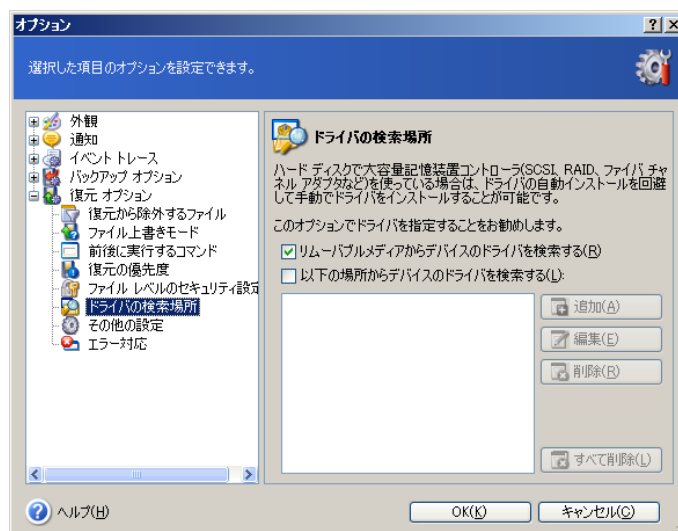 オプション
選択した項目のオプションを設定できます。
外観
通知
イベント トレース
バックアップ オプション
復元 オプション
復元から除外するファイル
ファイル上書きモード
前後に実行するコマンド
復元の優先度
ファイル レベルのセキュリティ設定
ドライバの検索場所
その他の設定
エラー対応
ドライバの検索場所
ハード ディスクで大容量記憶装置コントローラ(SCSI、RAID、ファイバ チャ
ネル アダプタなど)を使っている場合は、ドライバの自動インストールを回避
して手動でドライバをインストールすることが可能です。
このオプションでドライバを指定することをお勧めします。
リムーバブルメディアからデバイスのドライバを検索する(R)
以下の場所からデバイスのドライバを検索する(L):
追加(A)
編集(E)
削除(R)
すべて削除(L)
ヘルプ(H)
OK(K)
キャンセル(C)